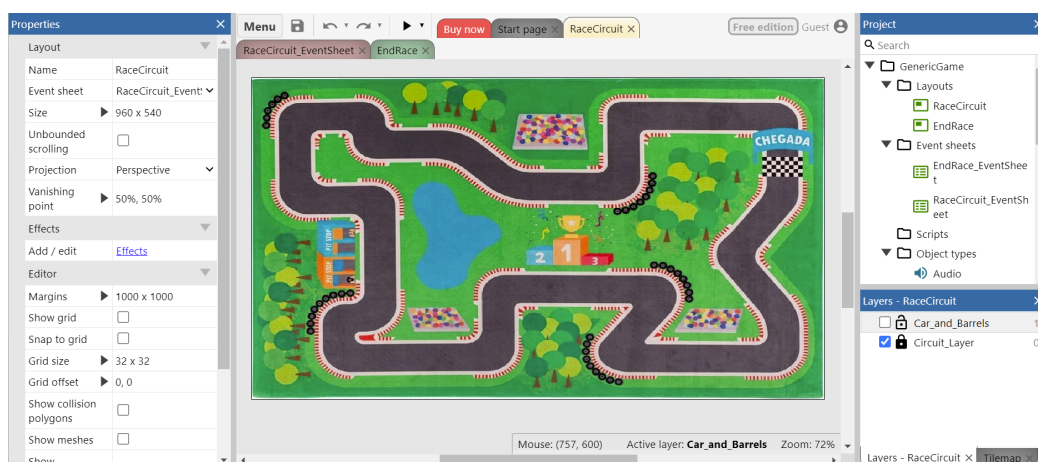 Properties
Layout
Name RaceCircuit
Event sheet RaceCircuit_Event
Size 960 x 540
Unbounded
scrolling
Projection Perspective
Vanishing
point 50%, 50%
Effects
Add / edit Effects
Editor
Margins 1000 x 1000
Show grid
Snap to grid
Grid size 32 x 32
Grid offset 0, 0
Show collision
polygons
Show meshes
Show
Menu Buy now Start page RaceCircuit Free edition Guest
RaceCircuit_EventSheet EndRace
CHEGADA
PIT STOP
PIT STOP
1
2
3
Mouse: (757, 600) Active layer: Car_and_Barrels Zoom: 72%
Project
Search
GenericGame
Layouts
RaceCircuit
EndRace
Event sheets
EndRace_EventShee
t
RaceCircuit_EventSh
eet
Scripts
Object types
Audio
Layers - RaceCircuit
Car_and_Barrels 1
Circuit_Layer 0
Layers - RaceCircuit Tilemap